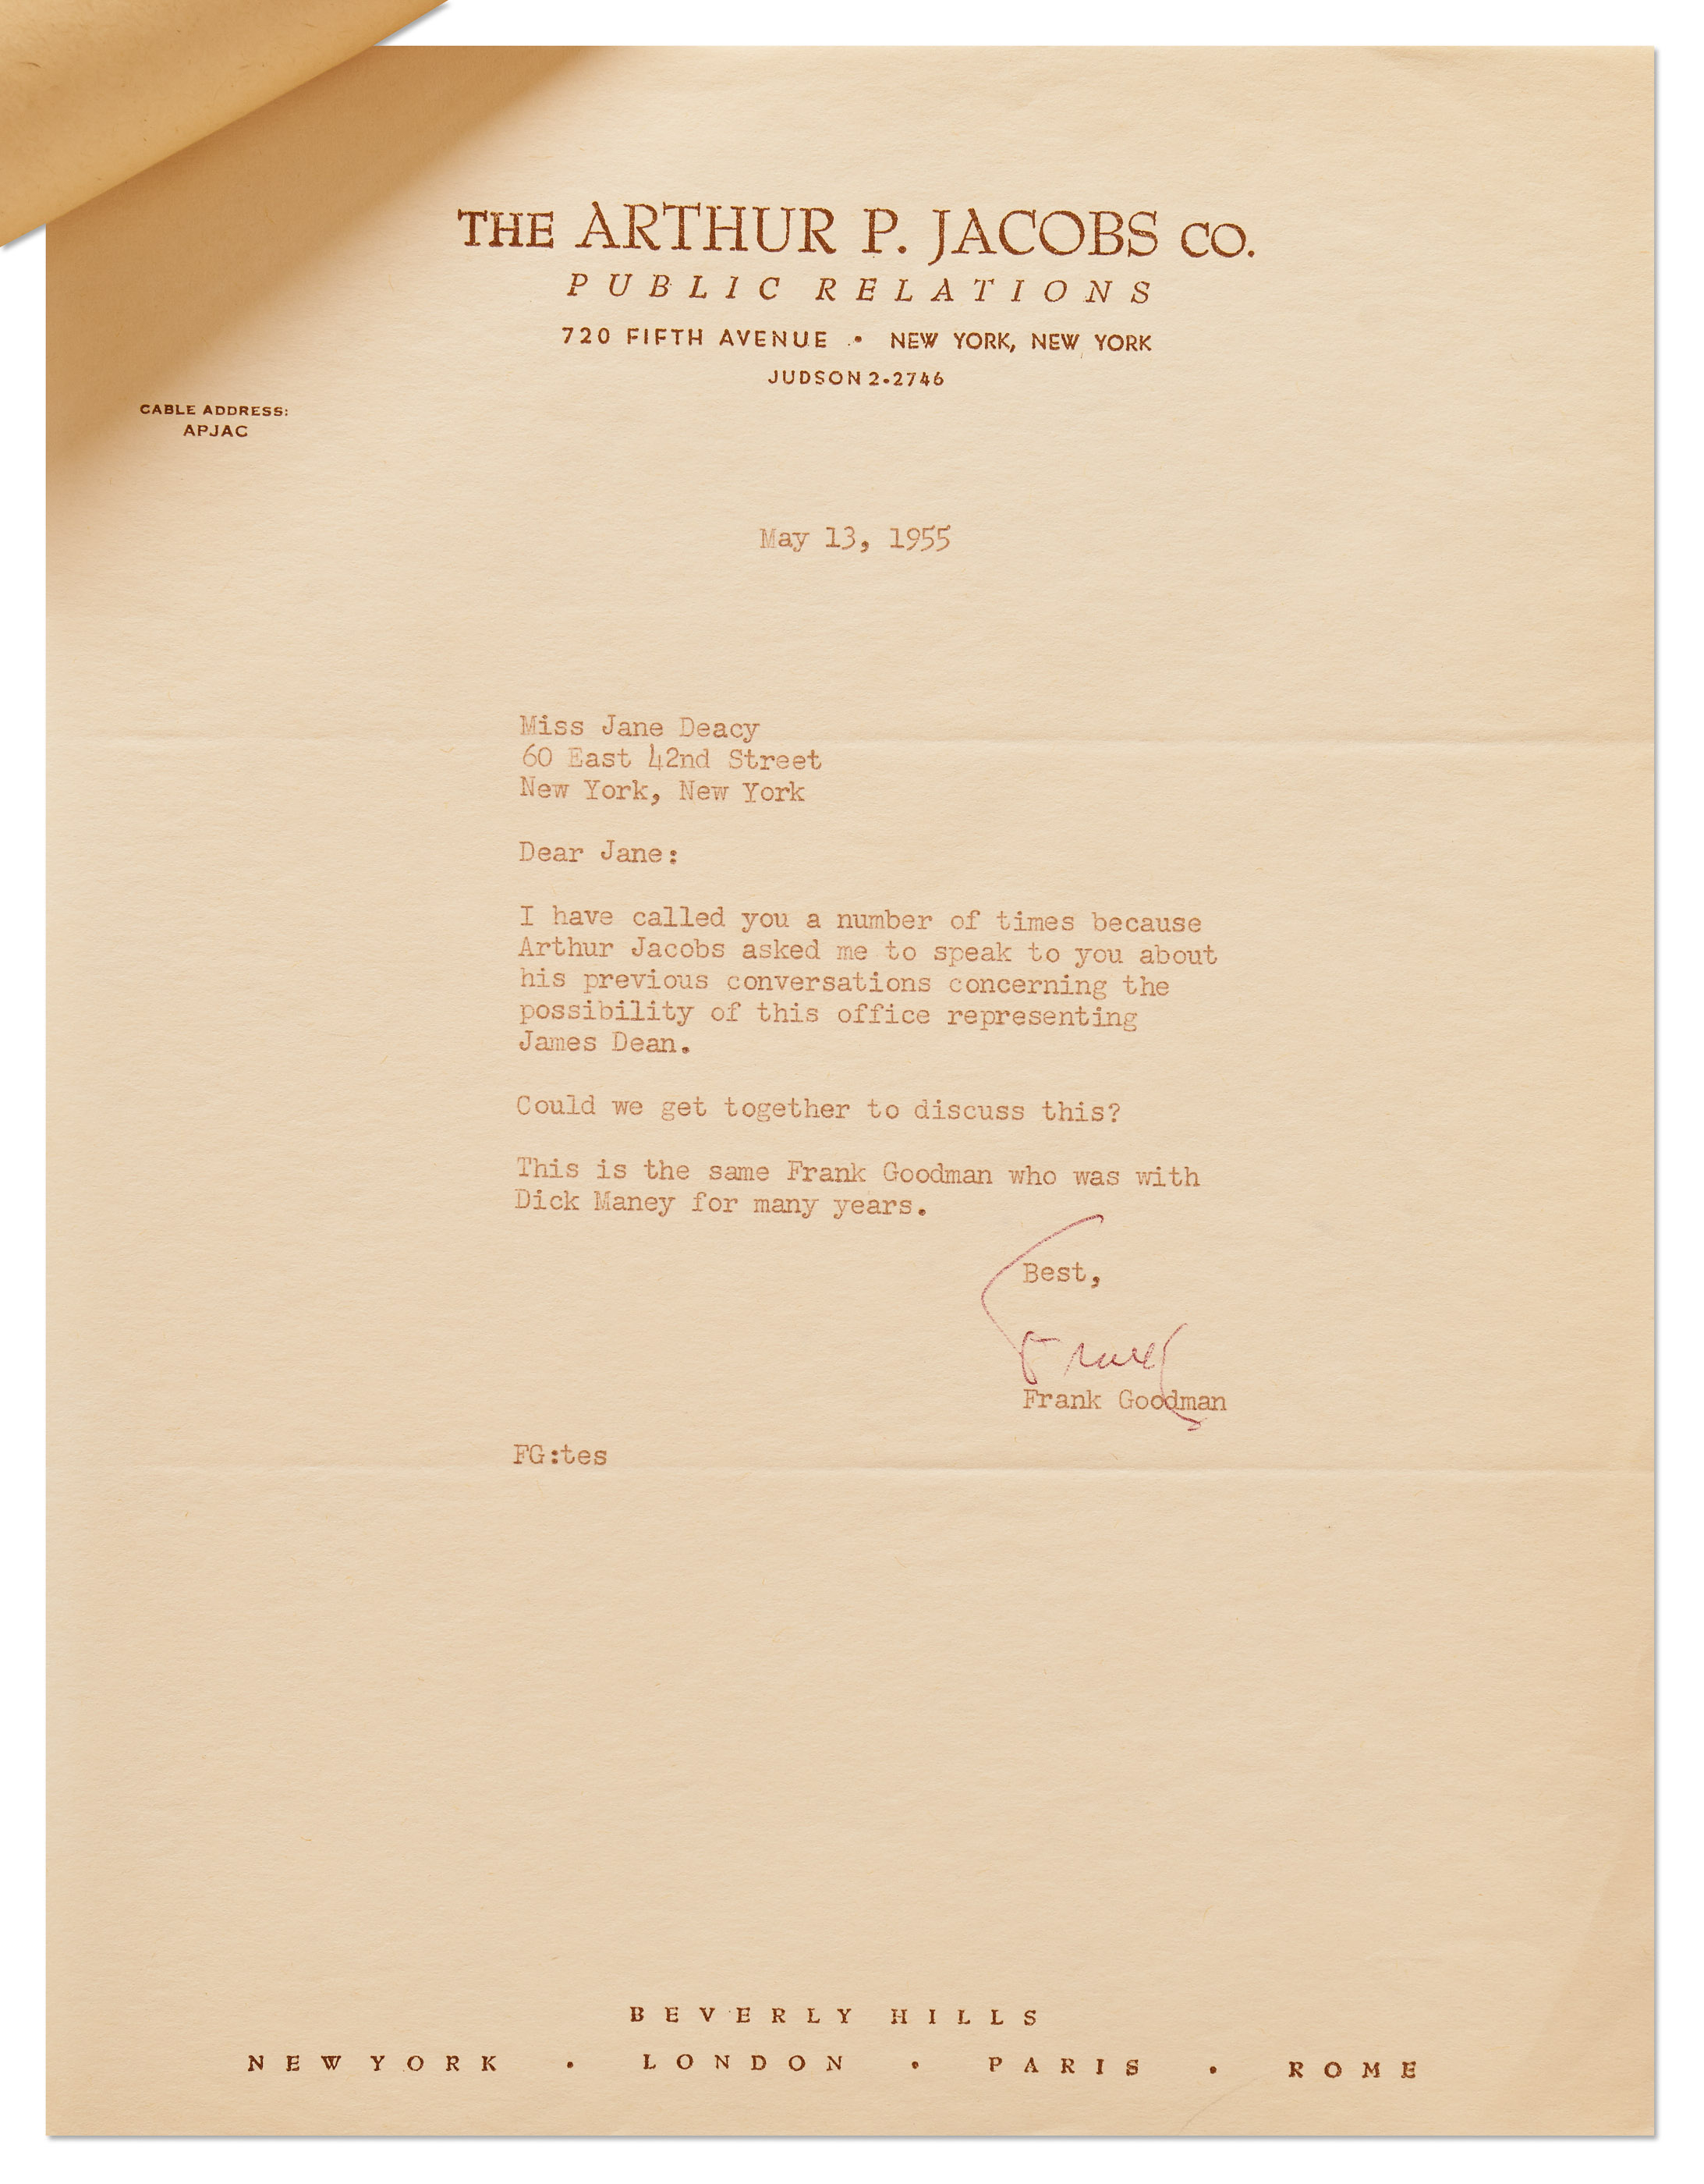 THE ARTHUR P. JACOBS CO.
PUBLIC RELATIONS
720 FIFTH AVENUE • NEW YORK, NEW YORK
JUDSON 2-2746
CABLE ADDRESS:
APJAC
May 13, 1955
Miss Jane Deacy
60 East 42nd Street
New York, New York
Dear Jane:
I have called you a number of times because
Arthur Jacobs asked me to speak to you about
his previous conversations concerning the
possibility of this office representing
James Dean.
Could we get together to discuss this?
This is the same Frank Goodman who was with
Dick Maney for many years.
Best,
Frank
Frank Goodman
FG:tes
BEVERLY HILLS
NEW YORK • LONDON • PARIS • ROME